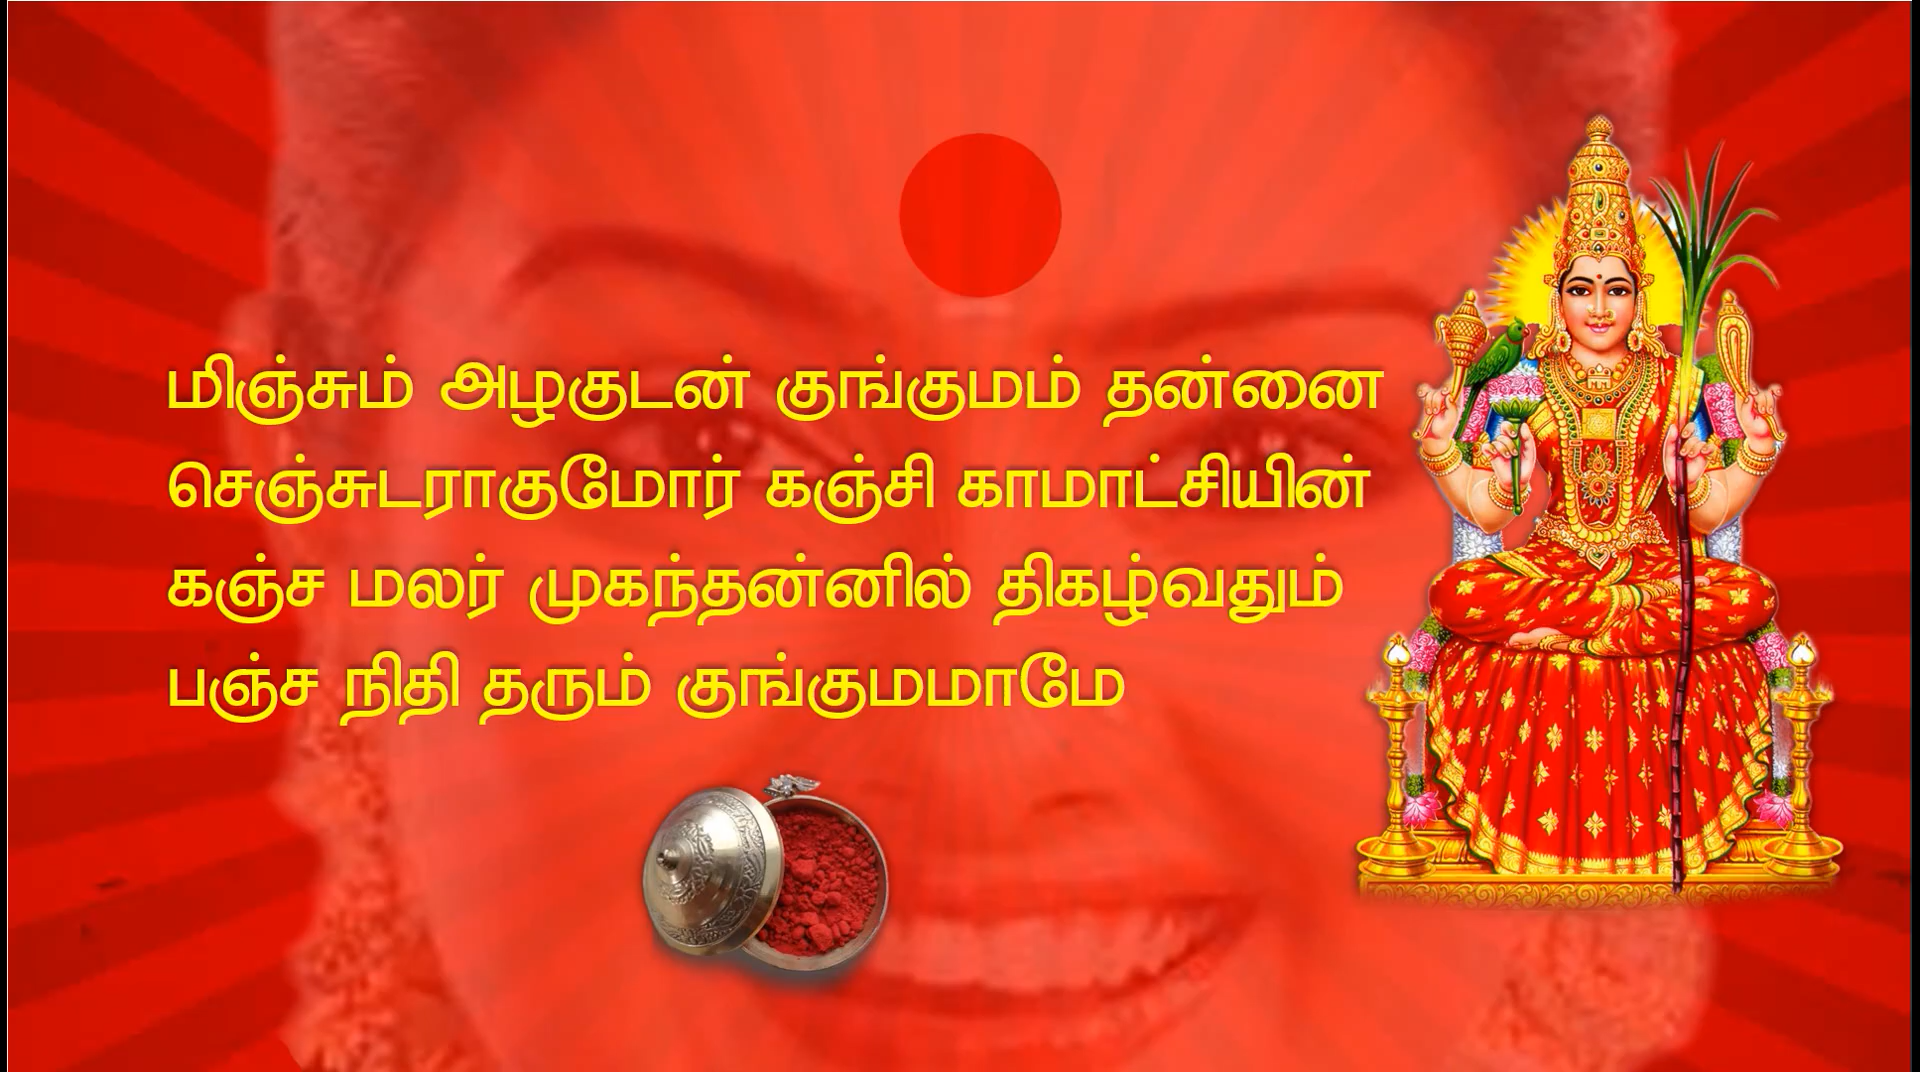 மிஞ்சும் அழகுடன் குங்குமம் தன்னை
செஞ்சுடராகுமோர் கஞ்சி காமாட்சியின்
கஞ்ச மலர் முகந்தன்னில் திகழ்வதும்
பஞ்ச நிதி தரும் குங்குமமாமே